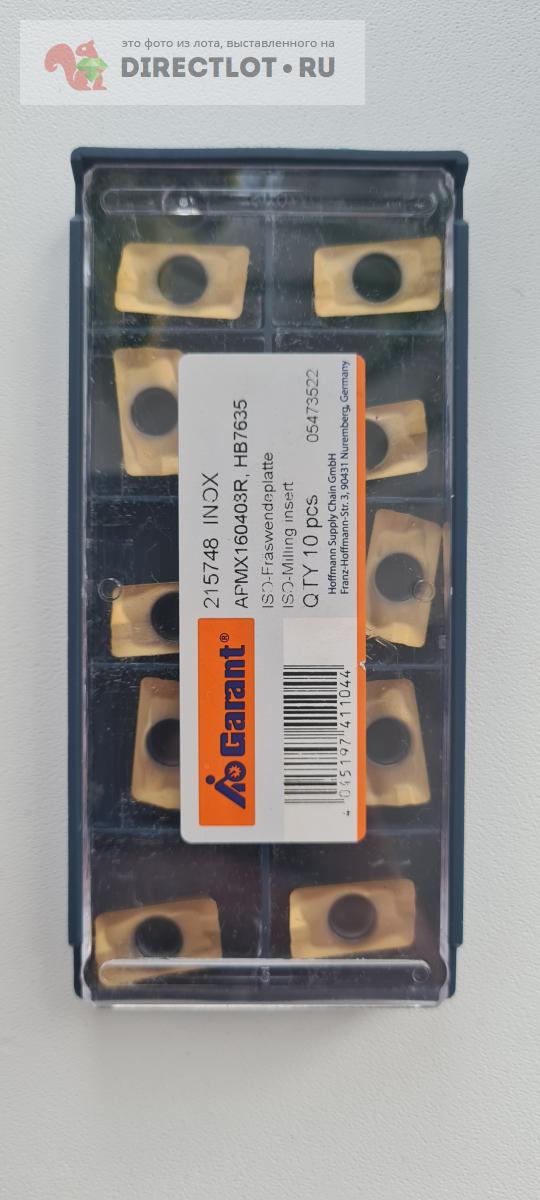 это фото из лота, выставленного на
DIRECTLOT•RU
215748 INOX
APMX160403R, HB7635
ISO-Fräswendeplatte
ISO-Milling insert
QTY 10 pcs
05473522
Hoffmann Supply Chain GmbH
Franz-Hoffmann-Str. 3, 90431 Nuremberg, Germany
Garant®
4 045197 411044